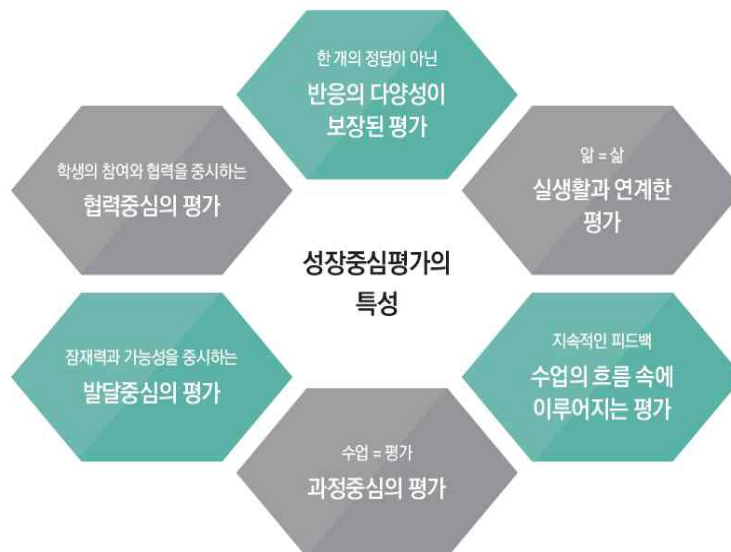 한 개의 정답이 아닌
반응의 다양성이
보장된 평가
학생의 참여와 협력을 중시하는
협력중심의 평가
앎 = 삶
실생활과 연계한
평가
성장중심평가의
특성
잠재력과 가능성을 중시하는
발달중심의 평가
지속적인 피드백
수업의 흐름 속에
이루어지는 평가
수업 = 평가
과정중심의 평가